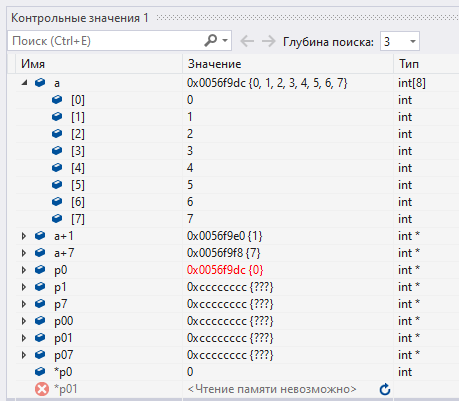 Контрольные значения 1
Поиск (Ctrl+E) Глубина поиска: 3
Имя Значение Тип
a 0x0056f9dc {0, 1, 2, 3, 4, 5, 6, 7} int[8]
[0] 0 int
[1] 1 int
[2] 2 int
[3] 3 int
[4] 4 int
[5] 5 int
[6] 6 int
[7] 7 int
a+1 0x0056f9e0 {1} int *
a+7 0x0056f9f8 {7} int *
p0 0x0056f9dc {0} int *
p1 0xcccccccc {???} int *
p7 0xcccccccc {???} int *
p00 0xcccccccc {???} int *
p01 0xcccccccc {???} int *
p07 0xcccccccc {???} int *
*p0 0 int
*p01 <Чтение памяти невозможно>